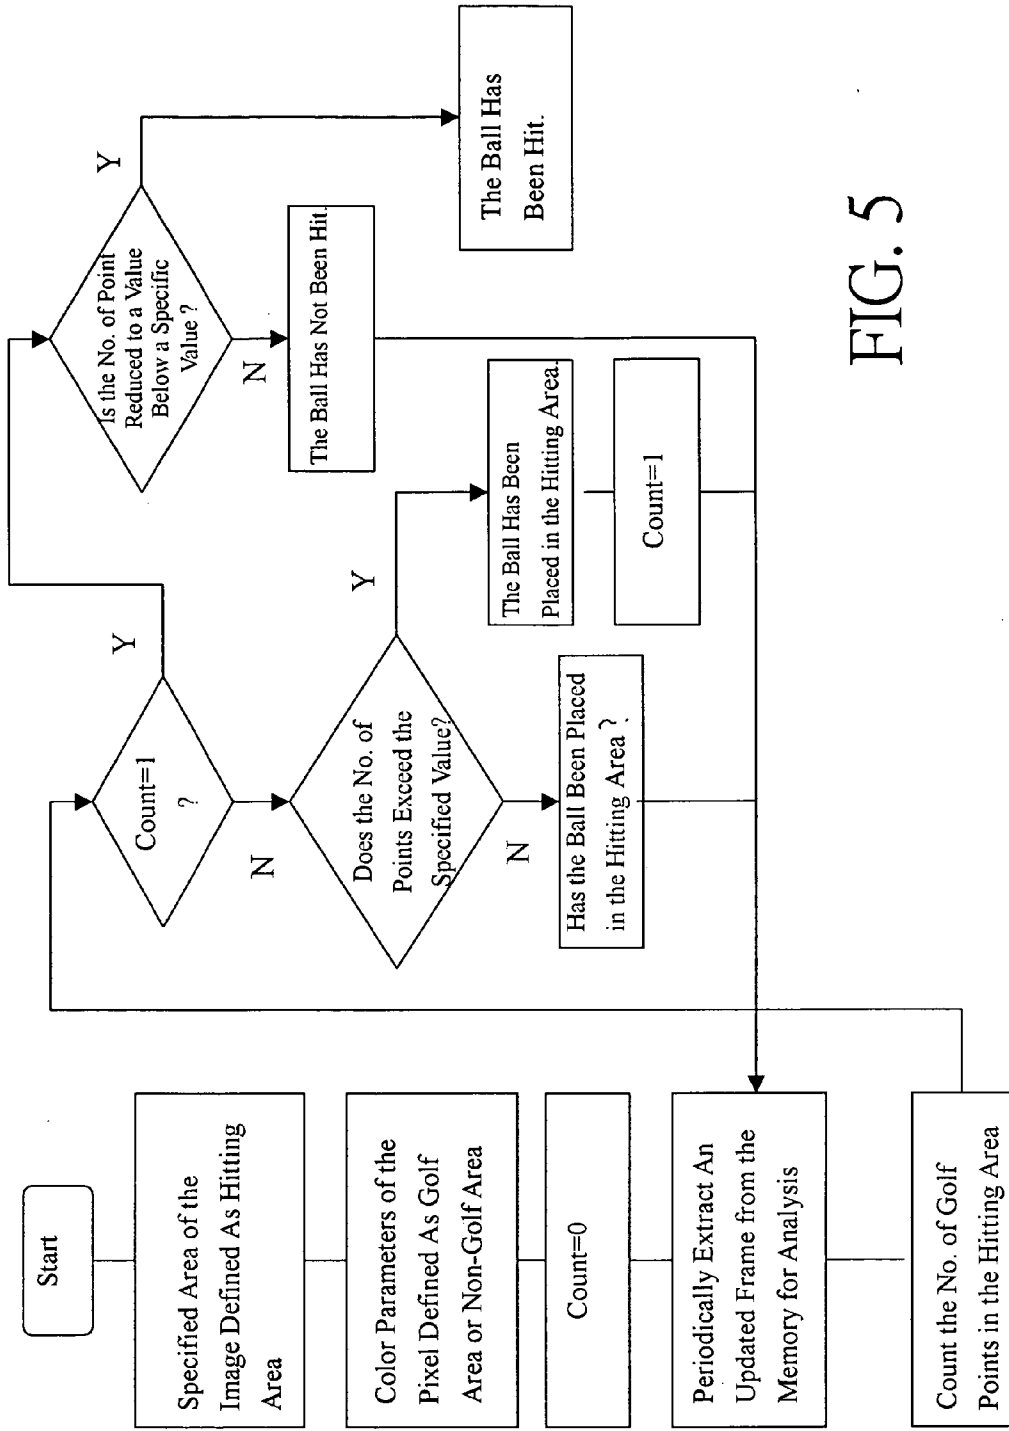 Start
Specified Area of the
Image Defined As Hitting
Area
Color Parameters of the
Pixel Defined As Golf
Area or Non-Golf Area
Count=0
Periodically Extract An
Updated Frame from the
Memory for Analysis
Count the No. of Golf
Points in the Hitting Area
Count=1
?
Y
N
Does the No. of
Points Exceed the
Specified Value?
Y
N
Has the Ball Been Placed
in the Hitting Area ?
The Ball Has Been
Placed in the Hitting Area.
Count=1
Is the No. of Point
Reduced to a Value
Below a Specific
Value ?
Y
N
The Ball Has Not Been Hit.
The Ball Has
Been Hit.
FIG. 5